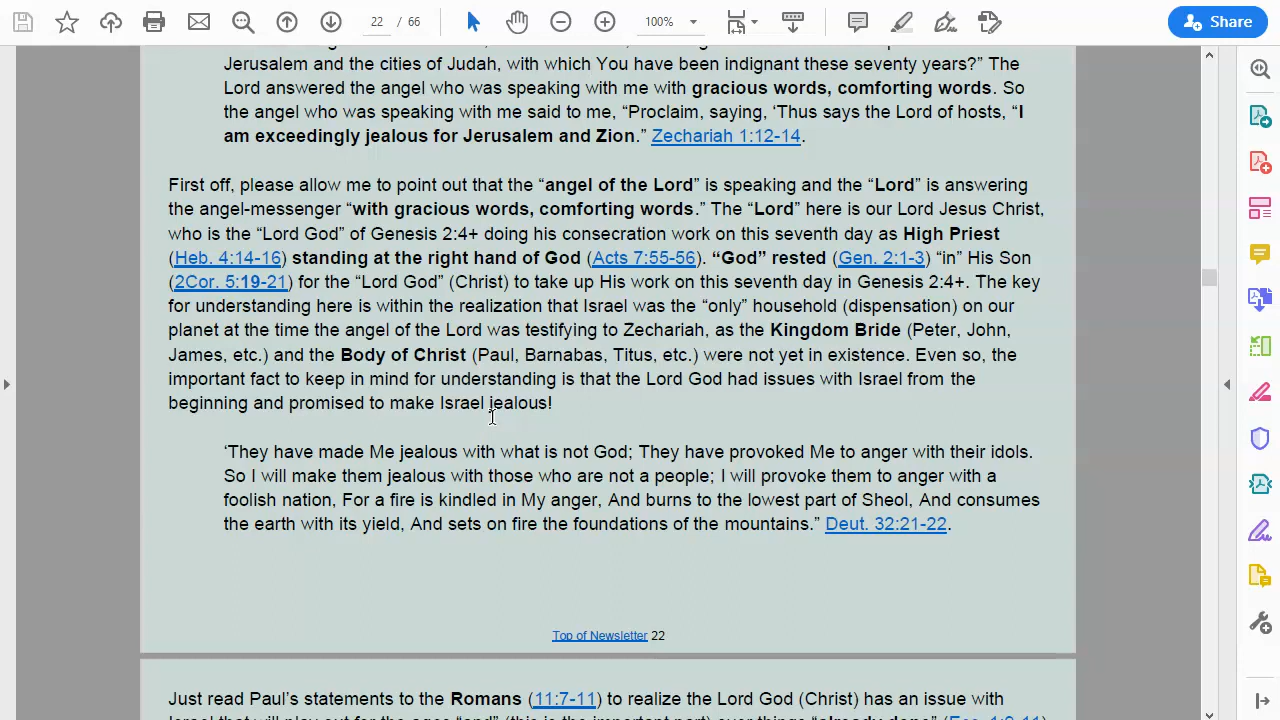 22 / 66
100%
Share
Jerusalem and the cities of Judah, with which You have been indignant these seventy years?” The
Lord answered the angel who was speaking with me with gracious words, comforting words. So
the angel who was speaking with me said to me, “Proclaim, saying, ‘Thus says the Lord of hosts, “I
am exceedingly jealous for Jerusalem and Zion.” Zechariah 1:12-14.
First off, please allow me to point out that the “angel of the Lord” is speaking and the “Lord” is answering
the angel-messenger “with gracious words, comforting words.” The “Lord” here is our Lord Jesus Christ,
who is the “Lord God” of Genesis 2:4+ doing his consecration work on this seventh day as High Priest
(Heb. 4:14-16) standing at the right hand of God (Acts 7:55-56). “God” rested (Gen. 2:1-3) “in” His Son
(2Cor. 5:19-21) for the “Lord God” (Christ) to take up His work on this seventh day in Genesis 2:4+. The key
for understanding here is within the realization that Israel was the “only” household (dispensation) on our
planet at the time the angel of the Lord was testifying to Zechariah, as the Kingdom Bride (Peter, John,
James, etc.) and the Body of Christ (Paul, Barnabas, Titus, etc.) were not yet in existence. Even so, the
important fact to keep in mind for understanding is that the Lord God had issues with Israel from the
beginning and promised to make Israel jealous!
‘They have made Me jealous with what is not God; They have provoked Me to anger with their idols.
So I will make them jealous with those who are not a people; I will provoke them to anger with a
foolish nation, For a fire is kindled in My anger, And burns to the lowest part of Sheol, And consumes
the earth with its yield, And sets on fire the foundations of the mountains.” Deut. 32:21-22.
Top of Newsletter 22
Just read Paul’s statements to the Romans (11:7-11) to realize the Lord God (Christ) has an issue with